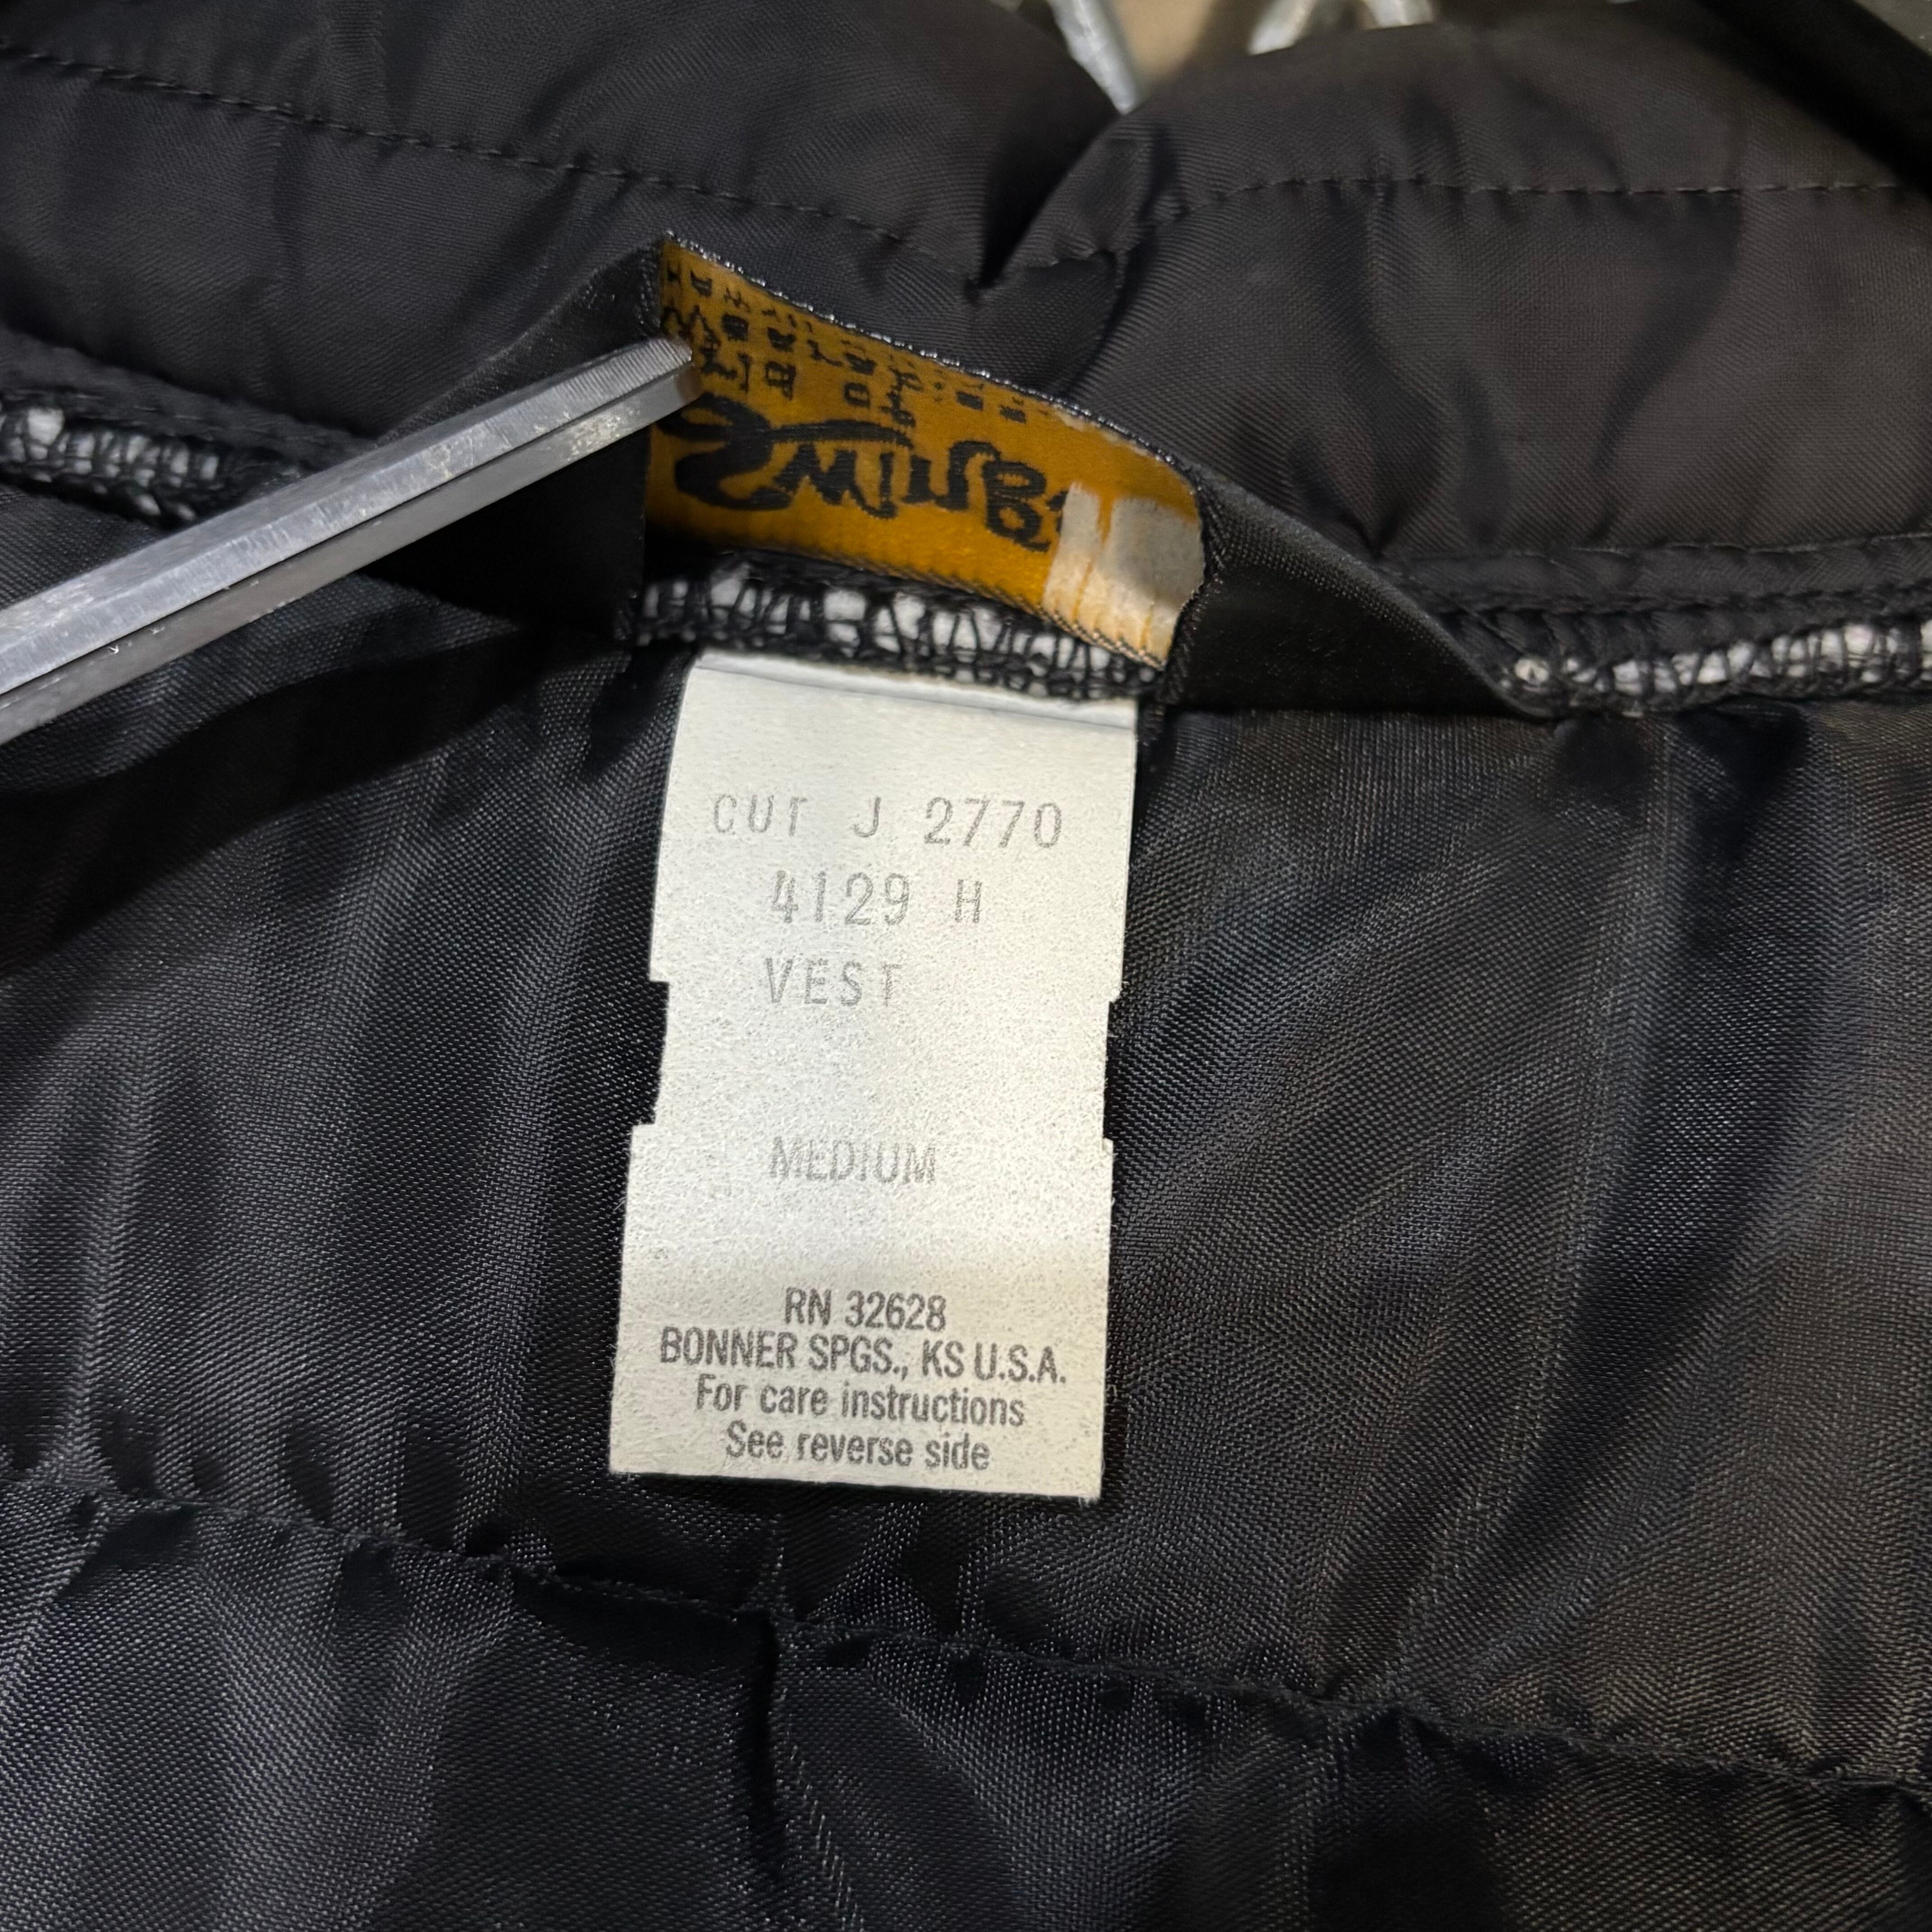 CUT J 2770
4129 H
VEST
MEDIUM
RN 32628
BONNER SPGS., KS U.S.A.
For care instructions
See reverse side